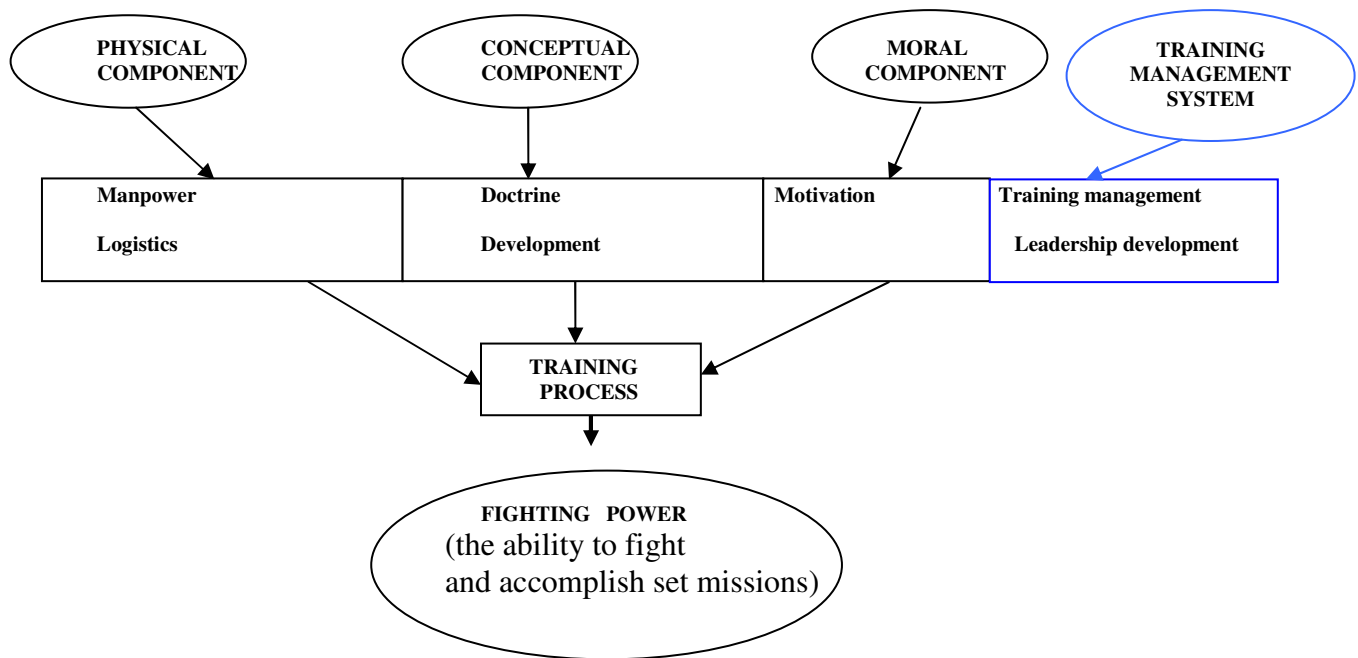 PHYSICAL
COMPONENT
CONCEPTUAL
COMPONENT
MORAL
COMPONENT
TRAINING
MANAGEMENT
SYSTEM
Manpower
Logistics
Doctrine
Development
Motivation
Training management
Leadership development
TRAINING
PROCESS
FIGHTING POWER
(the ability to fight
and accomplish set missions)